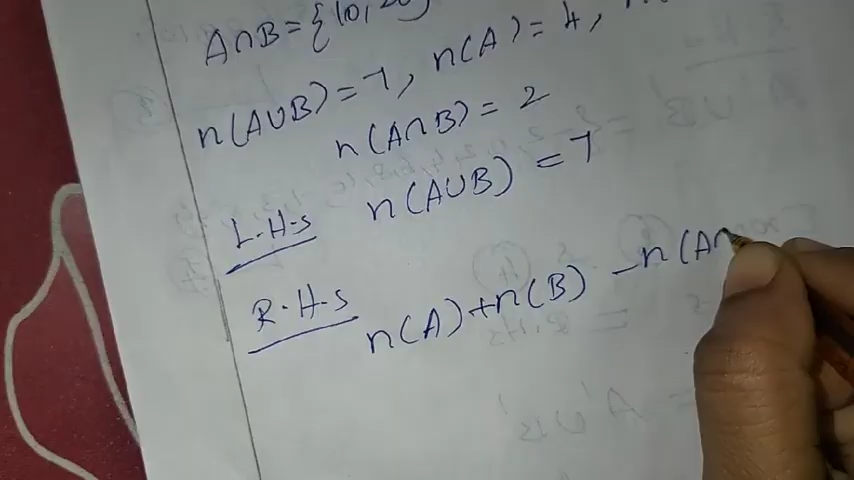 A∩B={10,20}
n(A∪B)=7, n(A)=4,
n(A∩B)=2
L.H.S n(A∪B)=7
R.H.S n(A)+n(B)-n(A∩